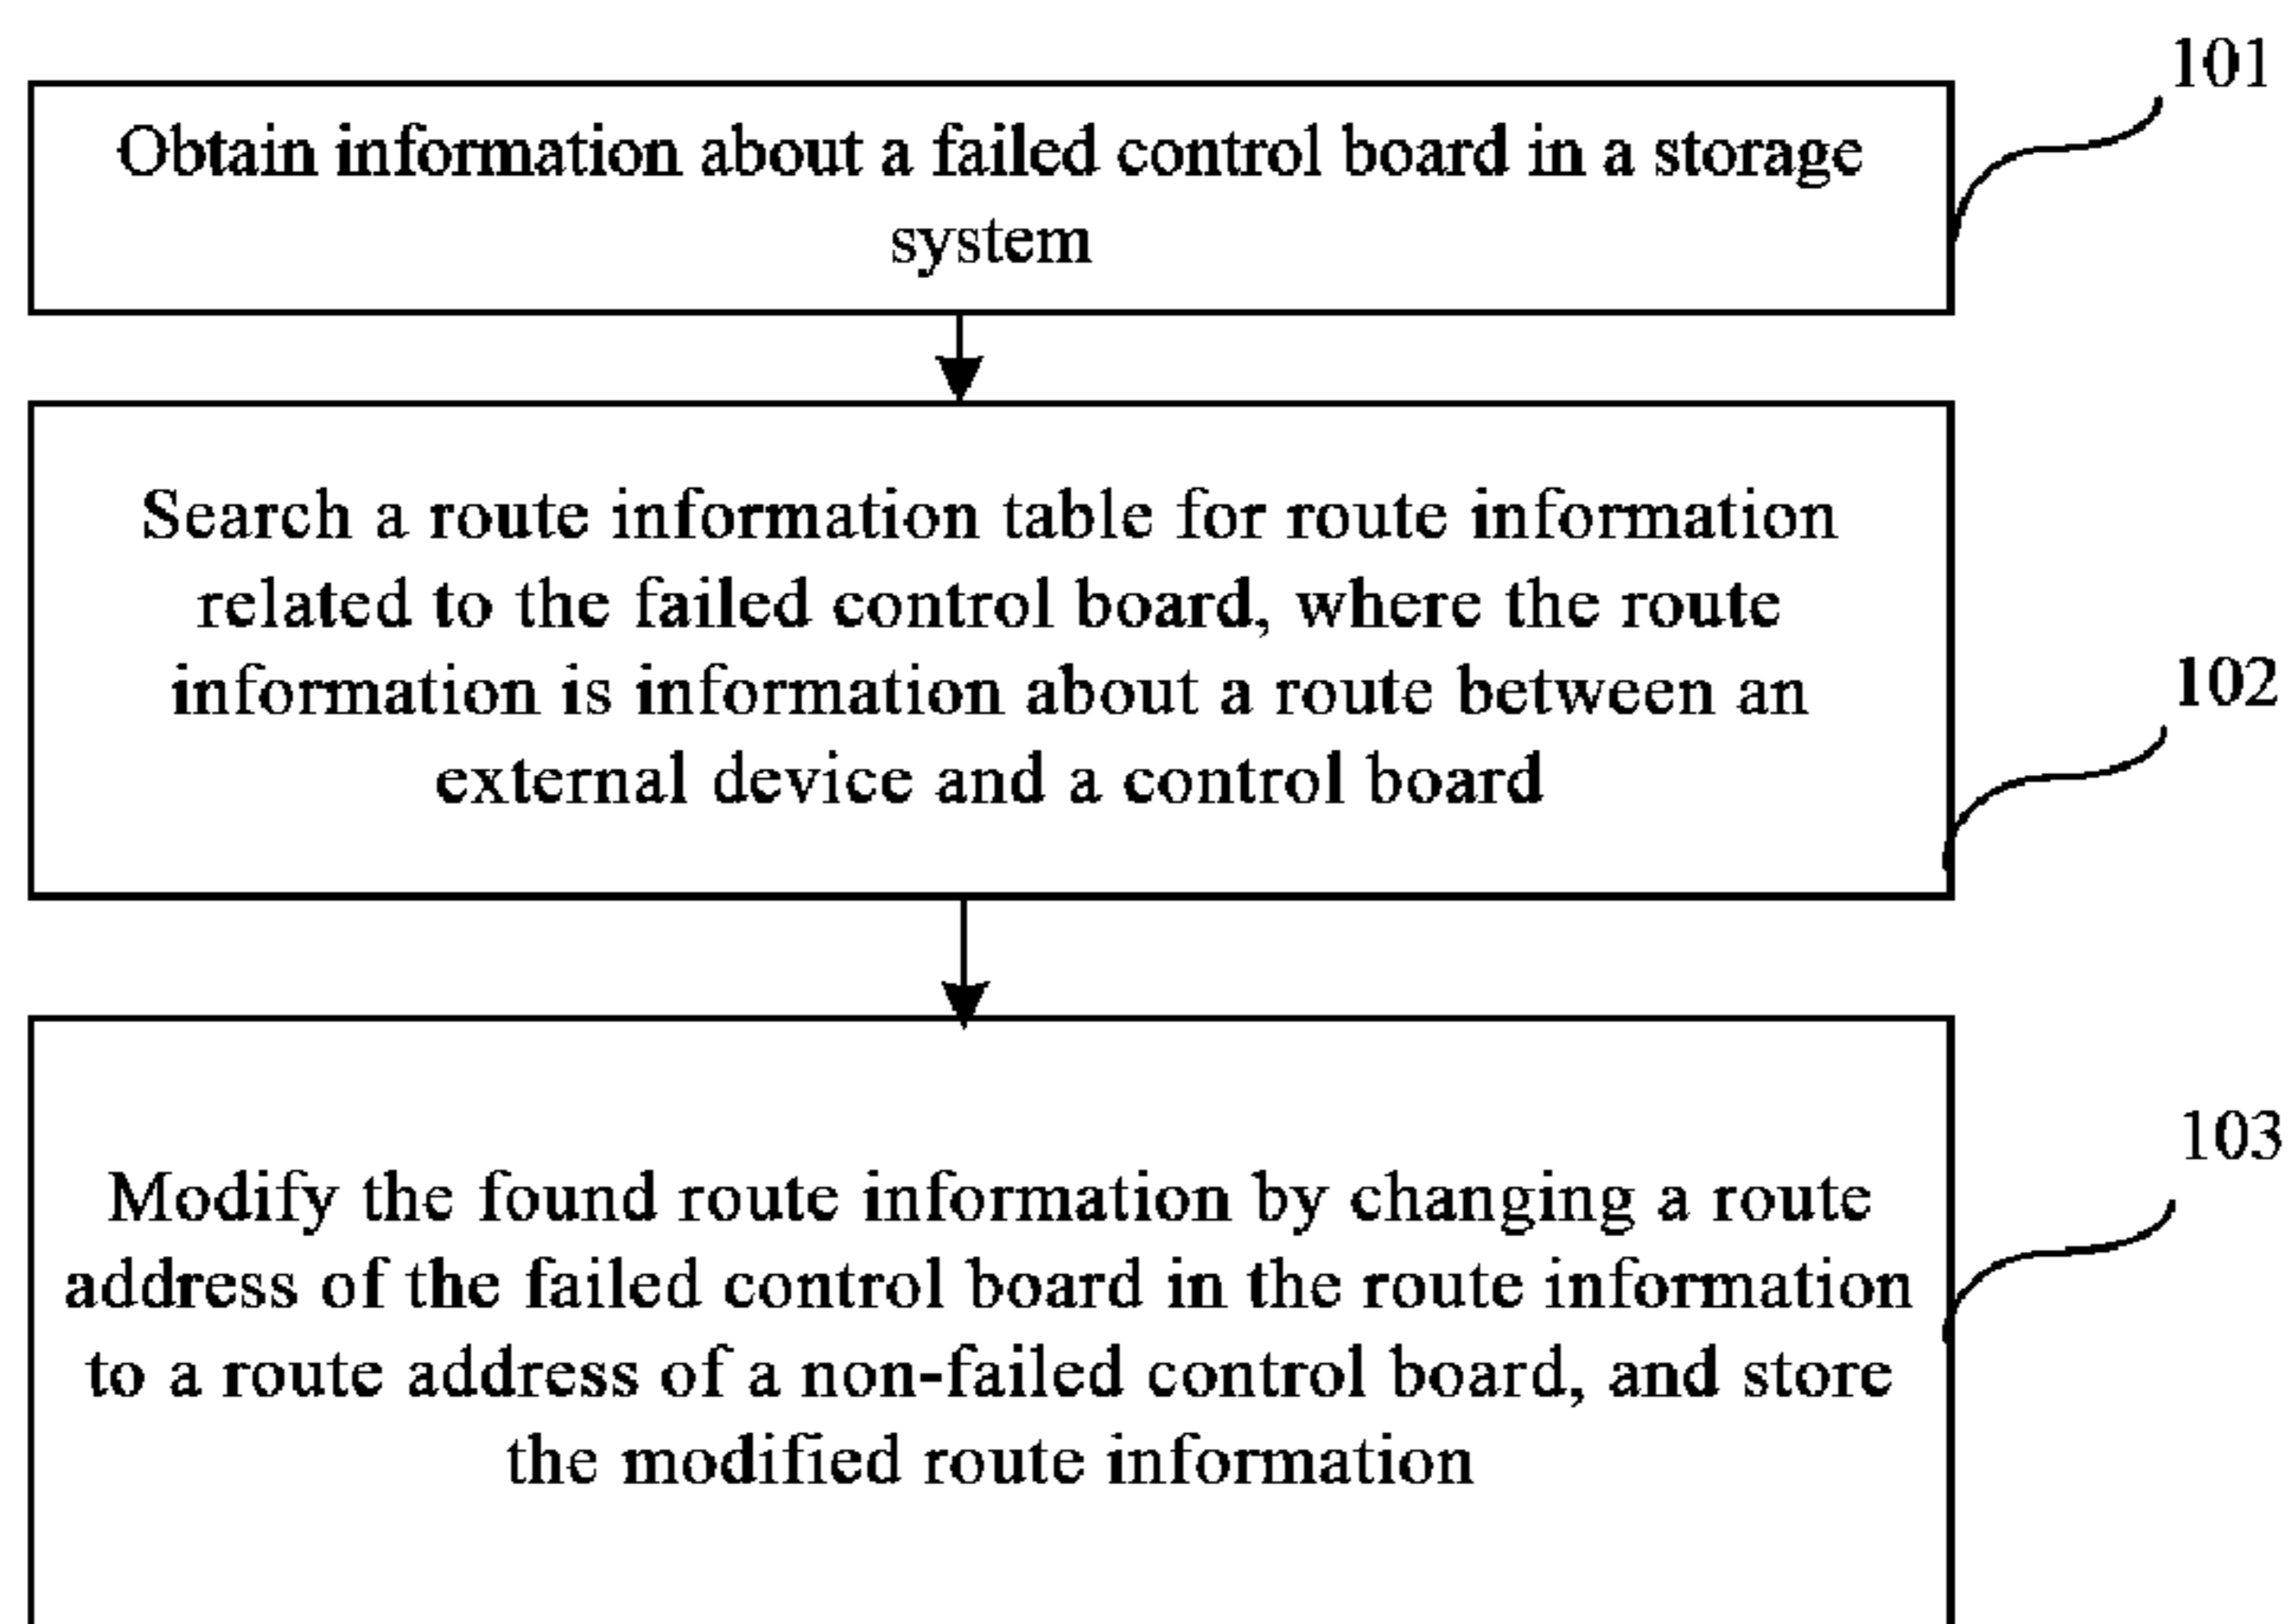 101
Obtain information about a failed control board in a storage
system
Search a route information table for route information
related to the failed control board, where the route
information is information about a route between an
external device and a control board
102
103
Modify the found route information by changing a route
address of the failed control board in the route information
to a route address of a non-failed control board, and store
the modified route information